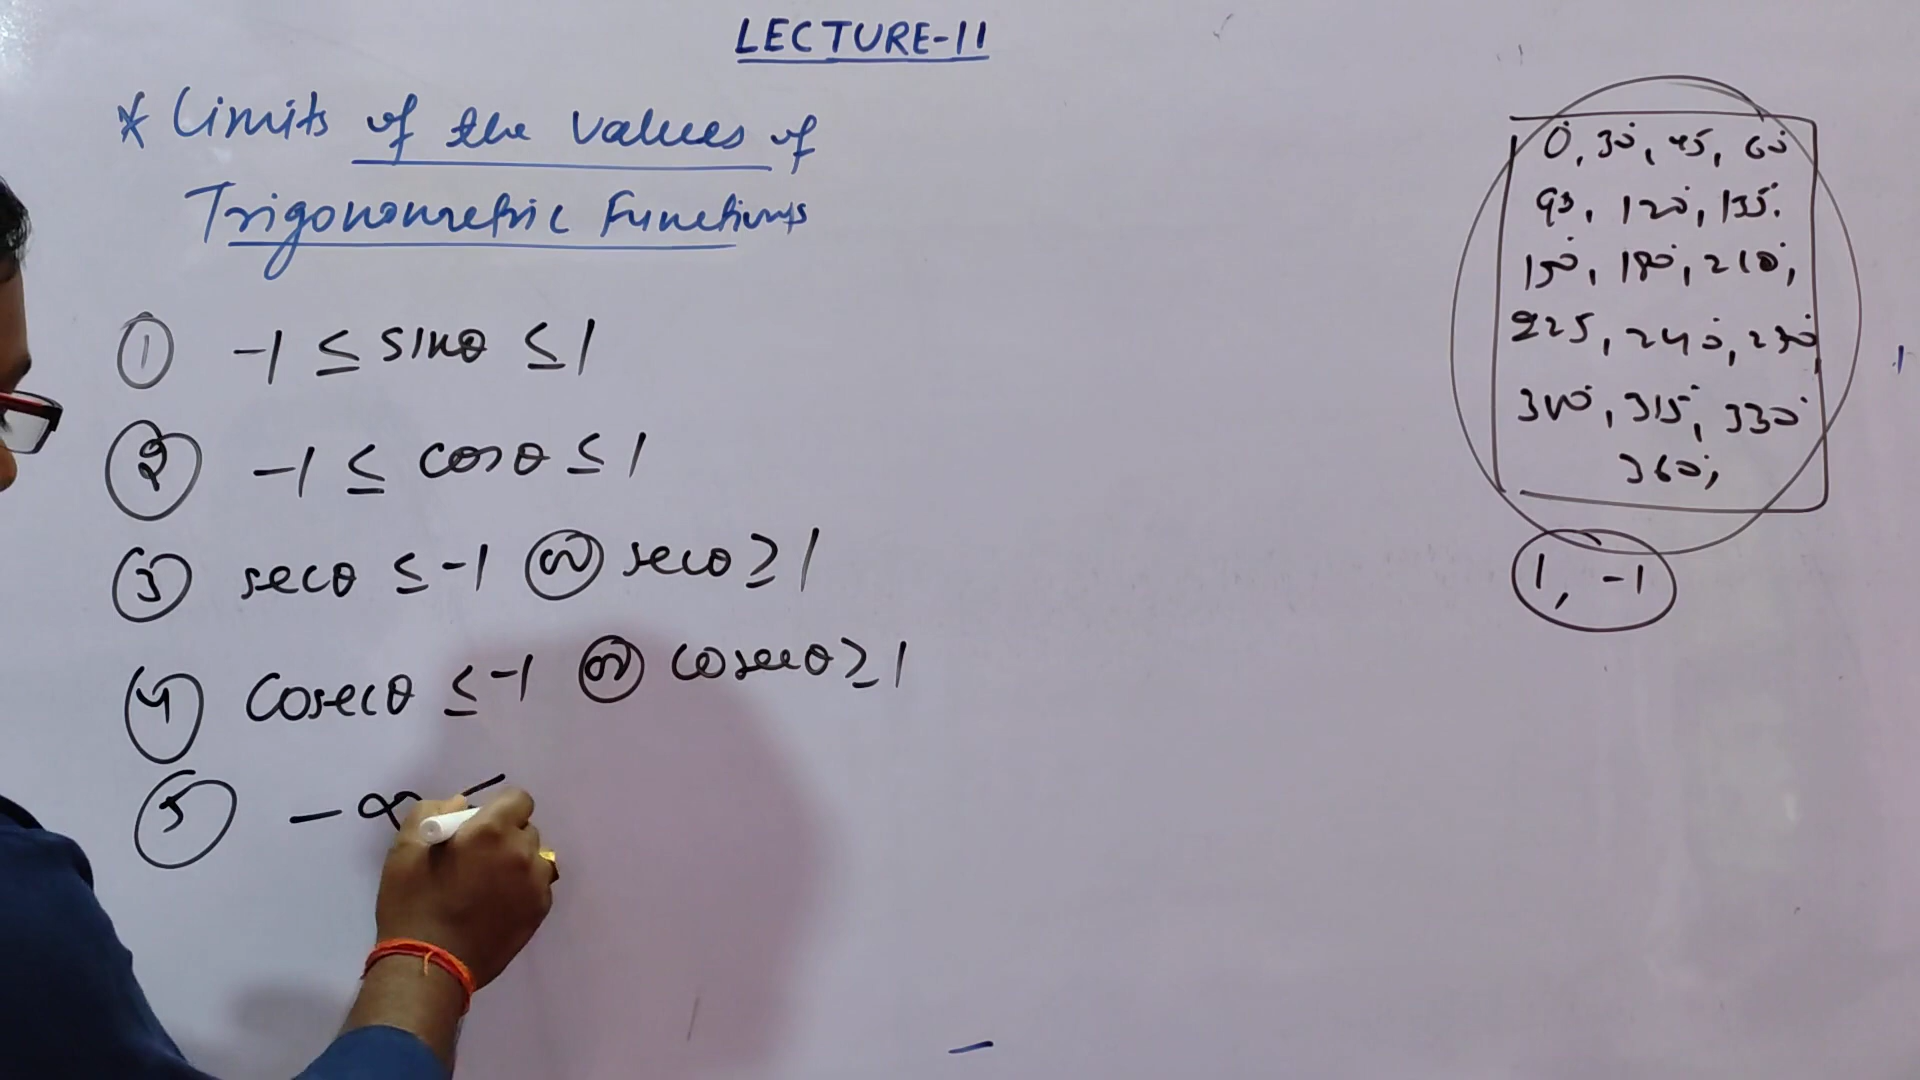 LECTURE-11
* Limits of the values of
Trigonometric Functions
① -1 ≤ sinθ ≤ 1
② -1 ≤ cosθ ≤ 1
③ secθ ≤ -1 or secθ ≥ 1
④ cosecθ ≤ -1 or cosecθ ≥ 1
⑤ -∞ <
0°, 30°, 45, 60°
90, 120°, 135°.
150°, 180°, 210°,
225, 240°, 270°,
300°, 315°, 330°
360°,
1, -1